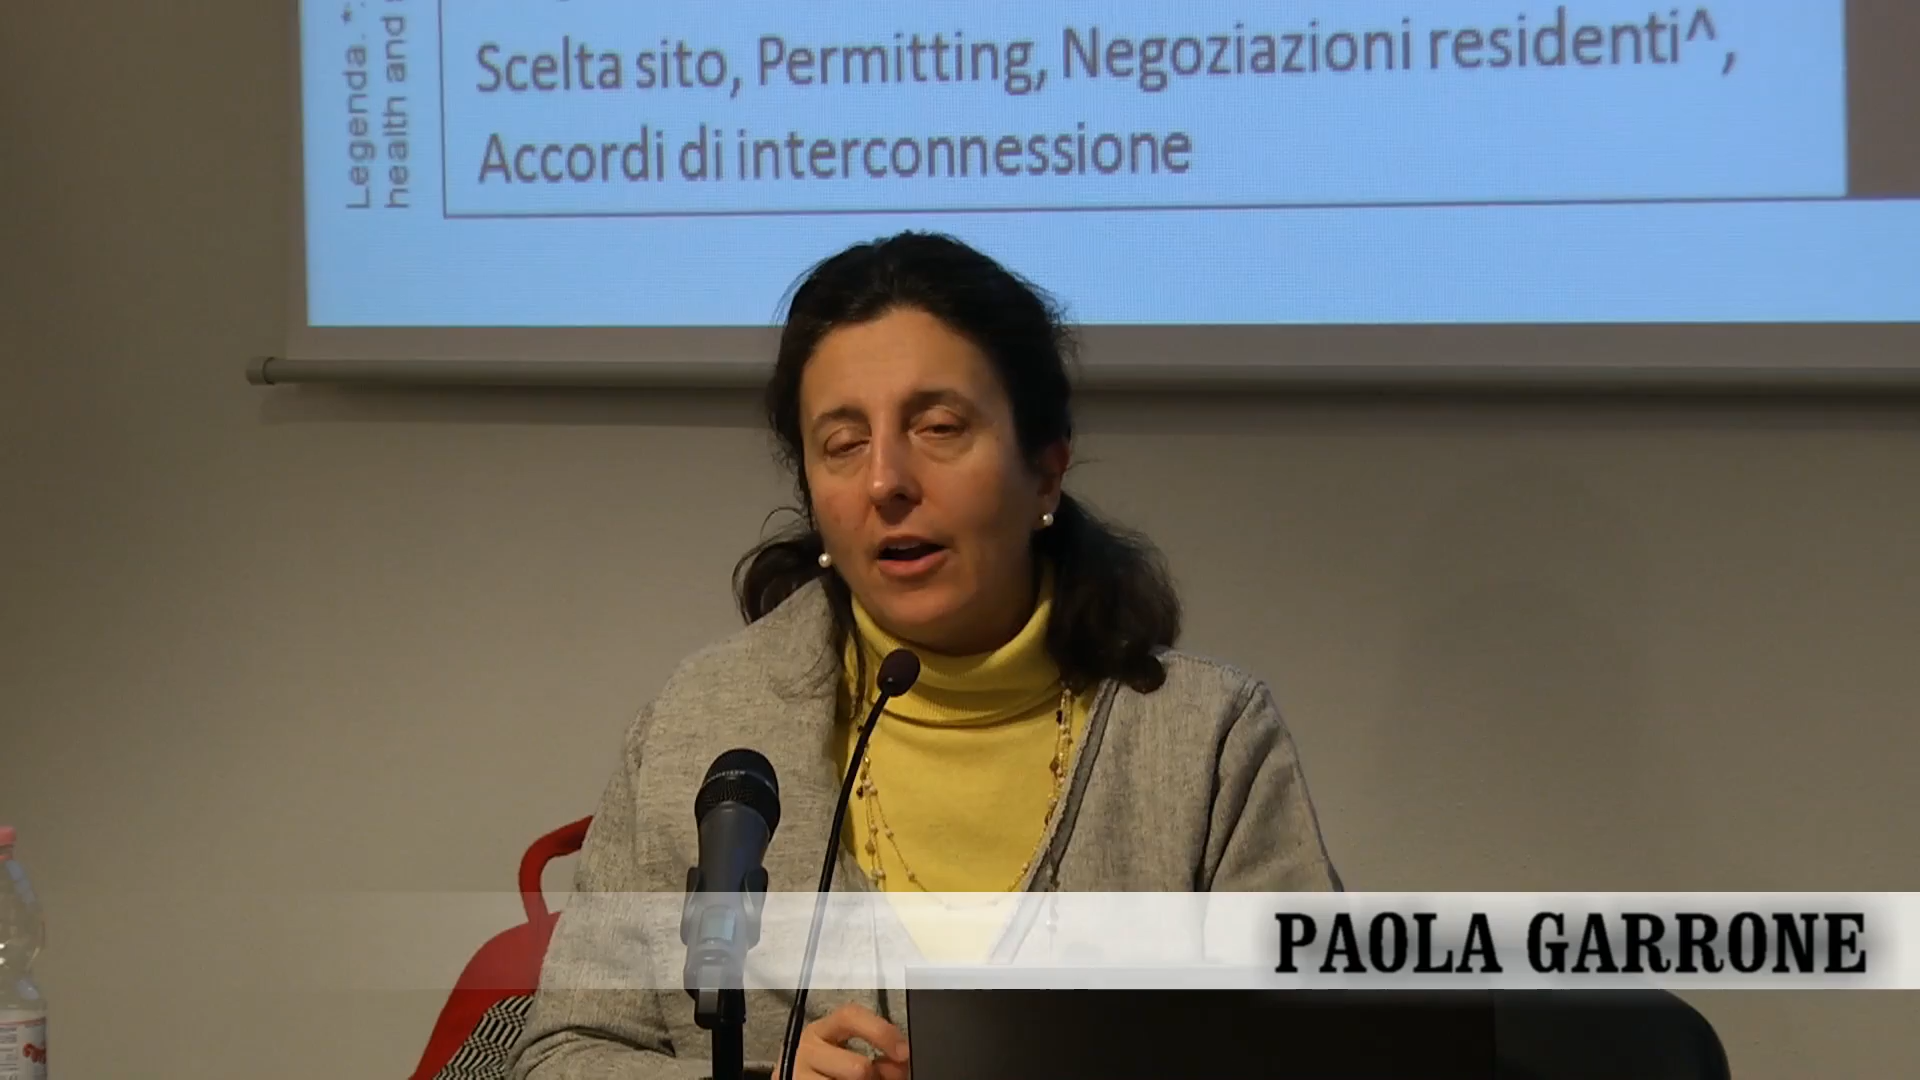 Legenda. *:
health and
Scelta sito, Permitting, Negoziazioni residenti^,
Accordi di interconnessione
PAOLA GARRONE